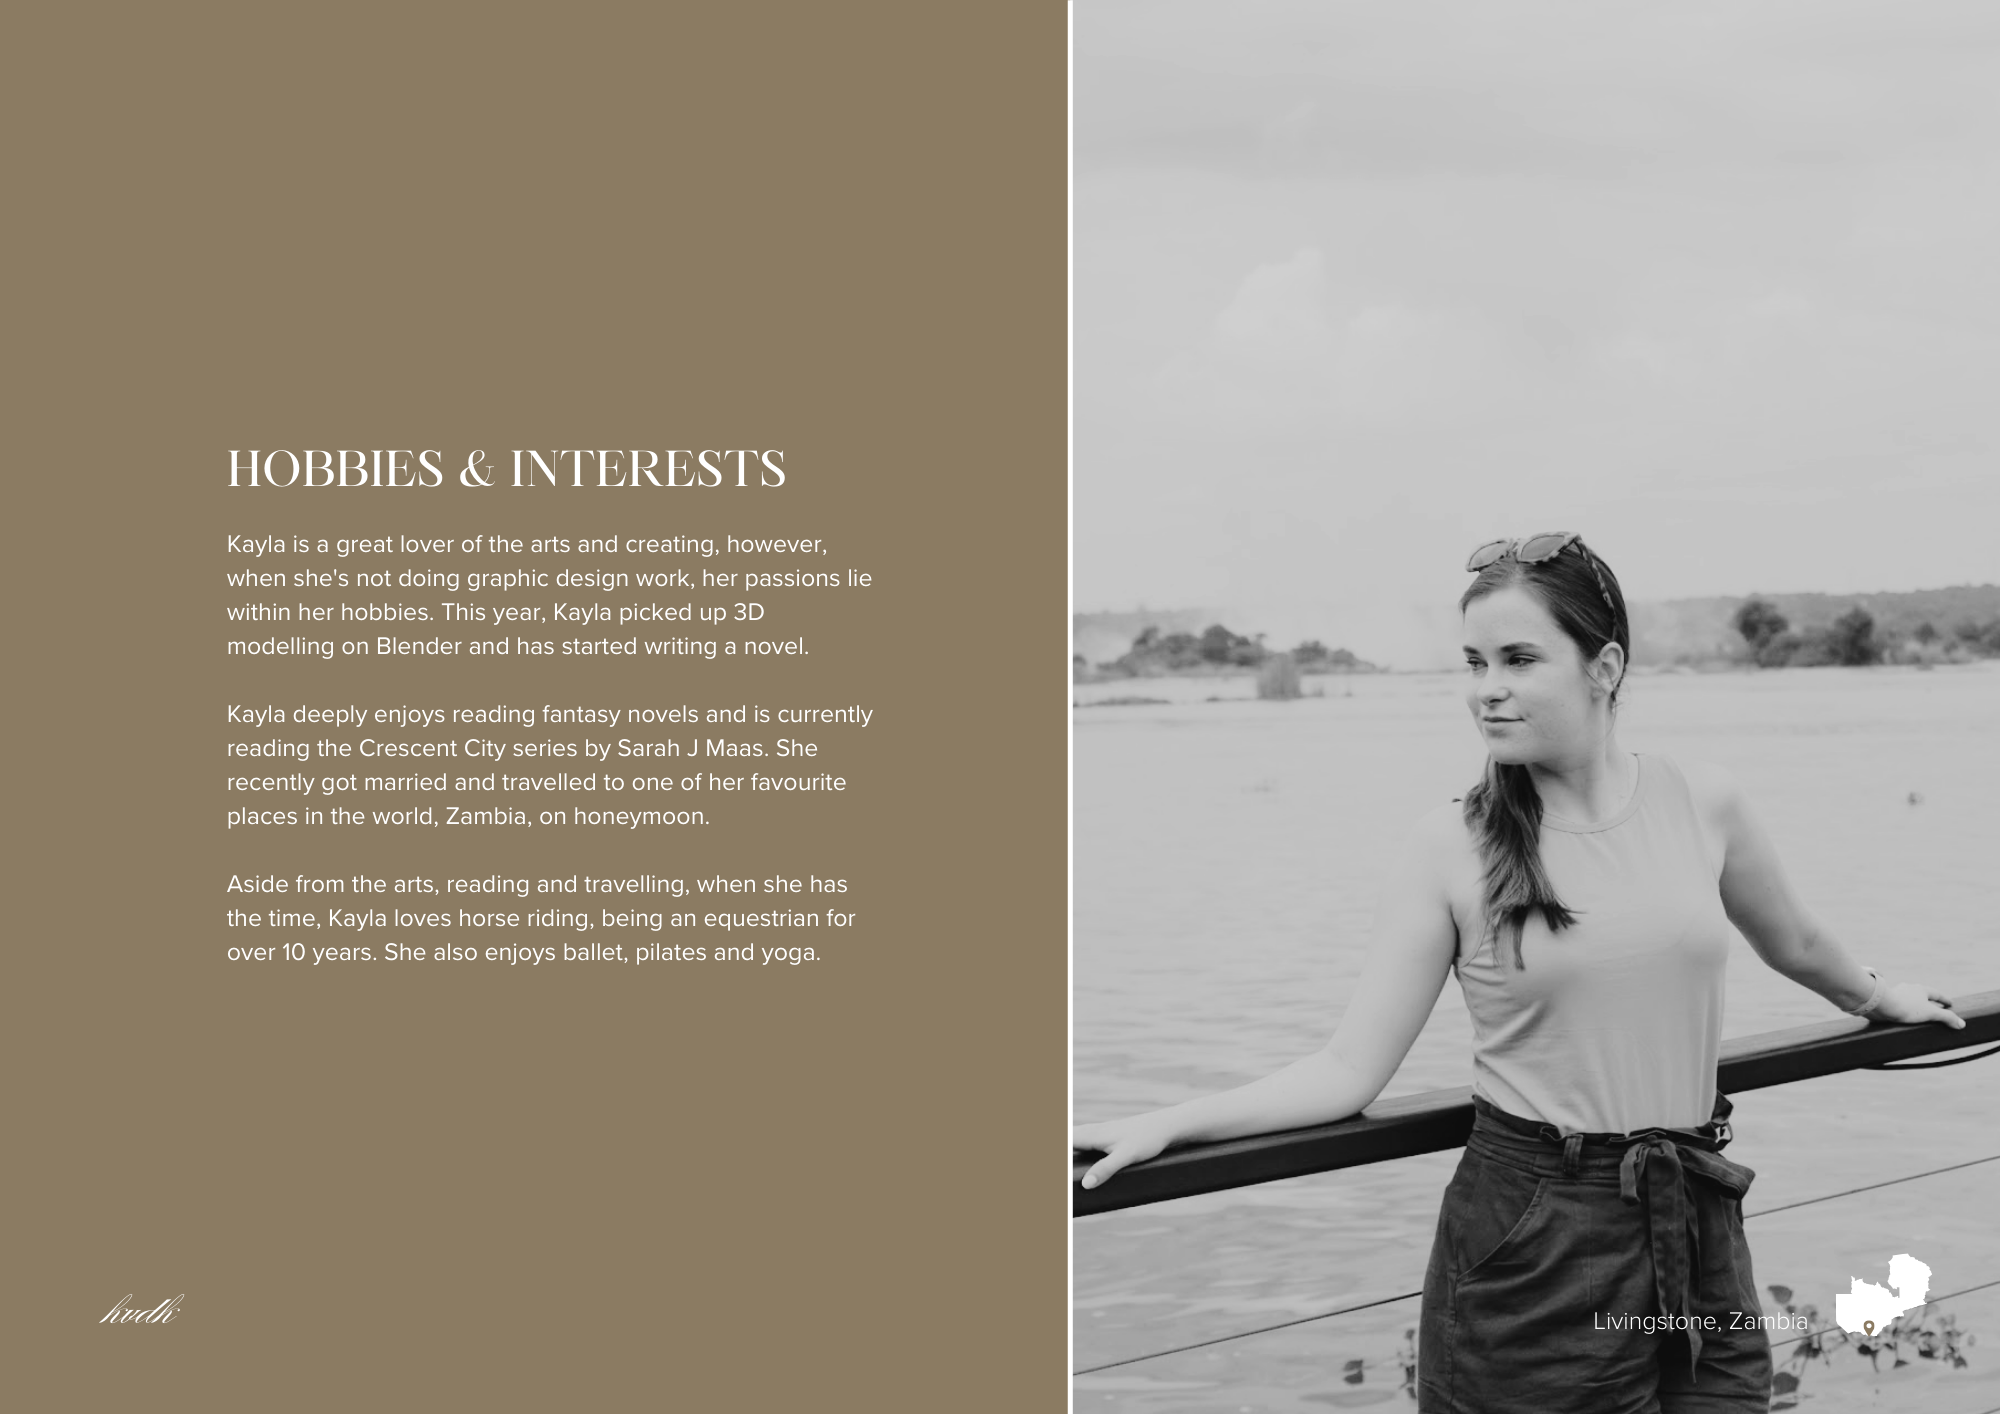 HOBBIES & INTERESTS
Kayla is a great lover of the arts and creating, however,
when she's not doing graphic design work, her passions lie
within her hobbies. This year, Kayla picked up 3D
modelling on Blender and has started writing a novel.
Kayla deeply enjoys reading fantasy novels and is currently
reading the Crescent City series by Sarah J Maas. She
recently got married and travelled to one of her favourite
places in the world, Zambia, on honeymoon.
Aside from the arts, reading and travelling, when she has
the time, Kayla loves horse riding, being an equestrian for
over 10 years. She also enjoys ballet, pilates and yoga.
kvdk
Livingstone, Zambia